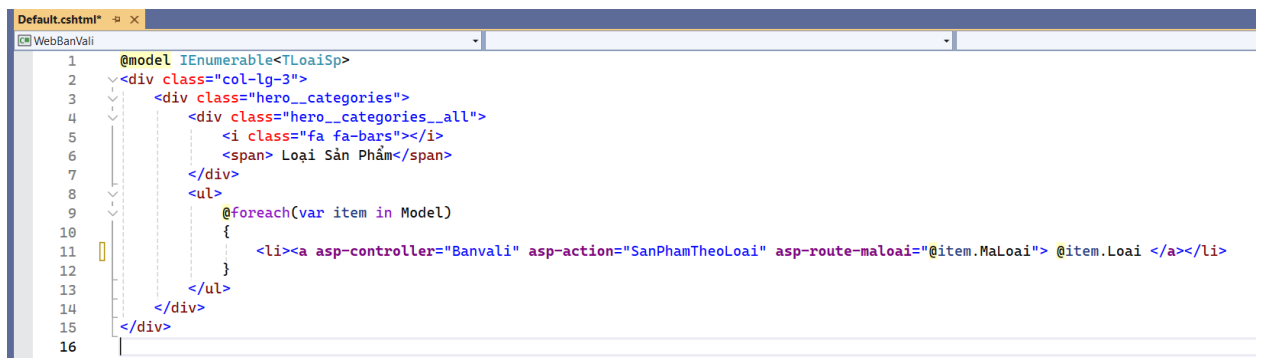 Default.cshtml*
WebBanVali
1 @model IEnumerable<TLoaiSp>
2 <div class="col-lg-3">
3 <div class="hero__categories">
4 <div class="hero__categories__all">
5 <i class="fa fa-bars"></i>
6 <span> Loại Sản Phẩm</span>
7 </div>
8 <ul>
9 @foreach(var item in Model)
10 {
11 <li><a asp-controller="Banvali" asp-action="SanPhamTheoLoai" asp-route-maloai="@item.MaLoai"> @item.Loai </a></li>
12 }
13 </ul>
14 </div>
15 </div>
16